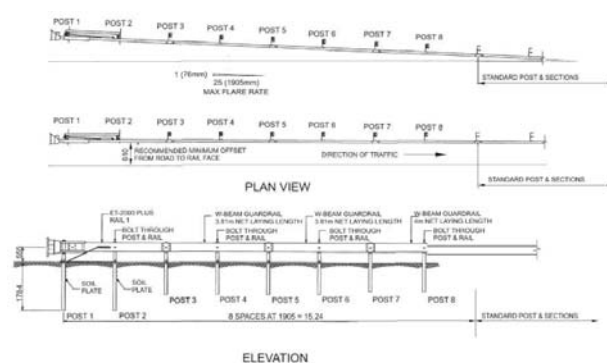 POST 1
POST 2
POST 3
POST 4
POST 5
POST 6
POST 7
POST 8
1 (76mm)
25 (1905mm)
MAX FLARE RATE
STANDARD POST & SECTIONS
POST 1
POST 2
POST 3
POST 4
POST 5
POST 6
POST 7
POST 8
RECOMMENDED MINIMUM OFFSET
FROM ROAD TO RAIL FACE
DIRECTION OF TRAFFIC
STANDARD POST & SECTIONS
PLAN VIEW
ET-2000 PLUS
RAIL 1
BOLT THROUGH
POST & RAIL
W-BEAM GUARDRAIL
3.81m NET LAYING LENGTH
BOLT THROUGH
POST & RAIL
W-BEAM GUARDRAIL
3.81m NET LAYING LENGTH
BOLT THROUGH
POST & RAIL
W-BEAM GUARDRAIL
4m NET LAYING LENGTH
BOLT THROUGH
POST & RAIL
SOIL
PLATE
SOIL
PLATE
1784
POST 1
POST 2
POST 3
POST 4
POST 5
POST 6
POST 7
POST 8
8 SPACES AT 1905 = 15.24
STANDARD POST & SECTIONS
ELEVATION